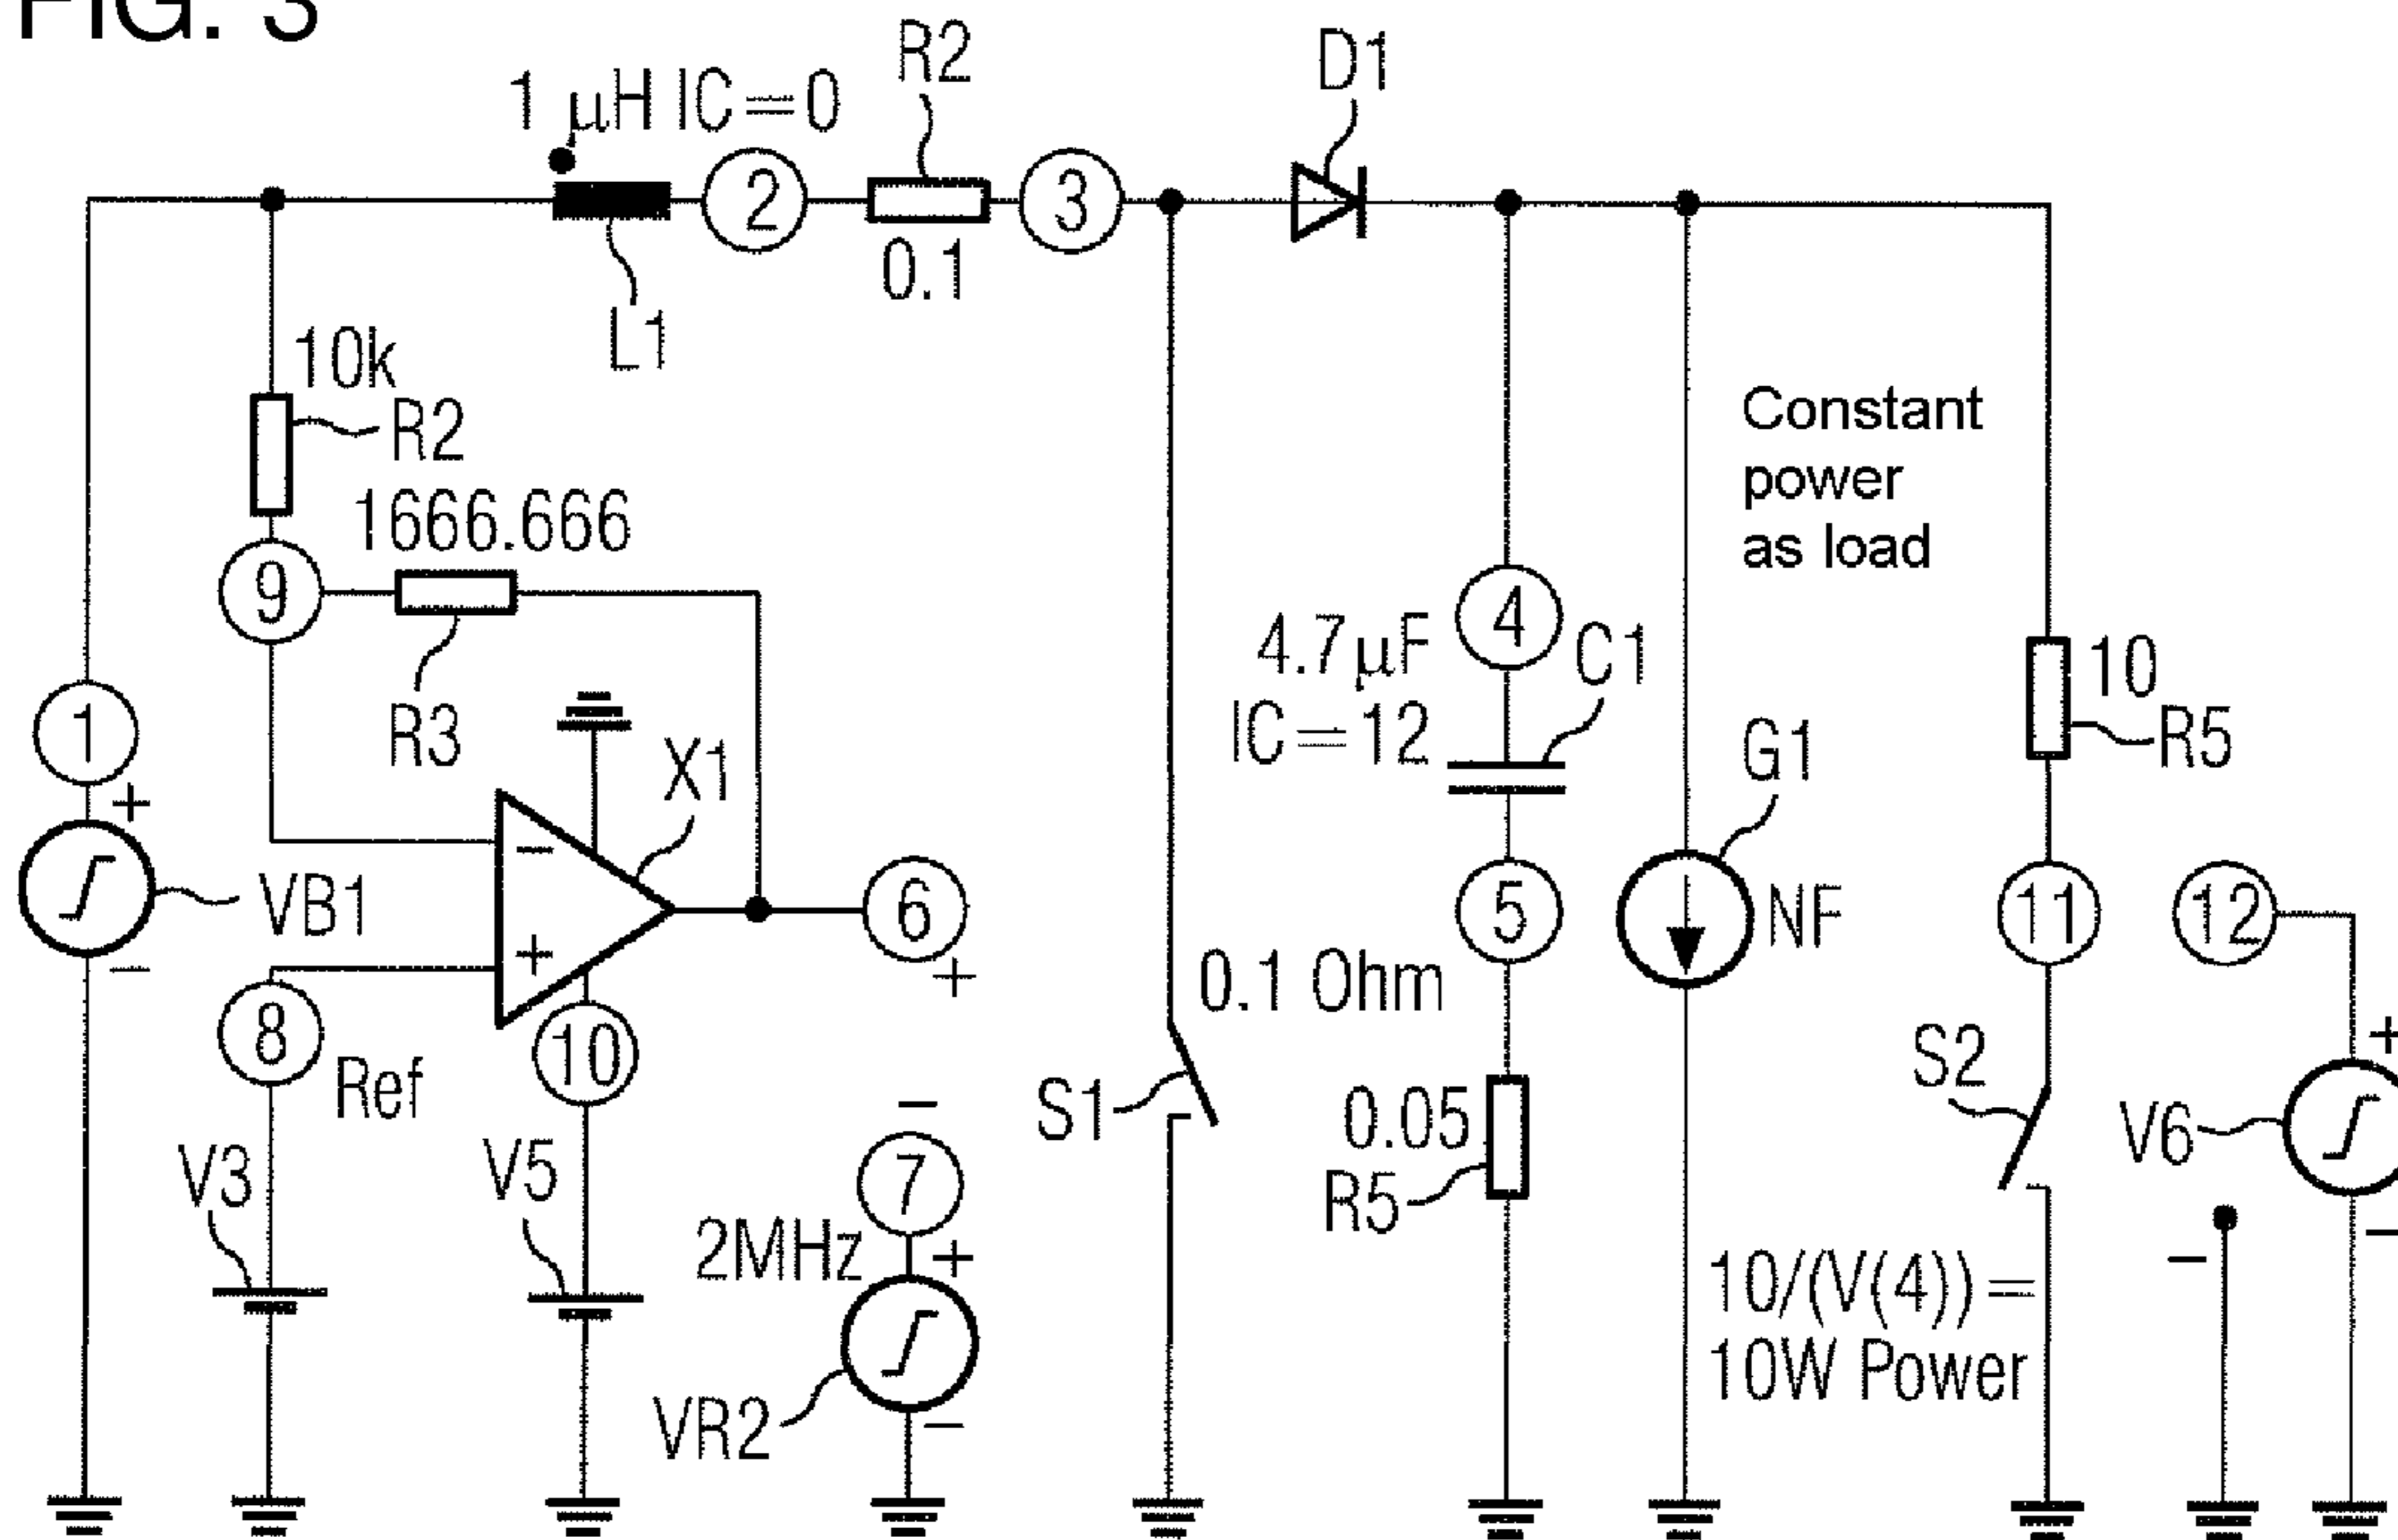 FIG. 3
R2
D1
1 μH IC=0
2
3
0.1
L1
10k
R2
1666.666
9
R3
Constant
power
as load
4
4.7μF
IC=12
C1
10
R5
1
+
X1
G1
VB1
−
−
+
6
+
5
NF
11
12
8
Ref
10
0.1 Ohm
S1
S2
+
V6
−
V3
V5
−
7
2MHz
+
0.05
R5
−
−
10/(V(4))=
10W Power
VR2
−